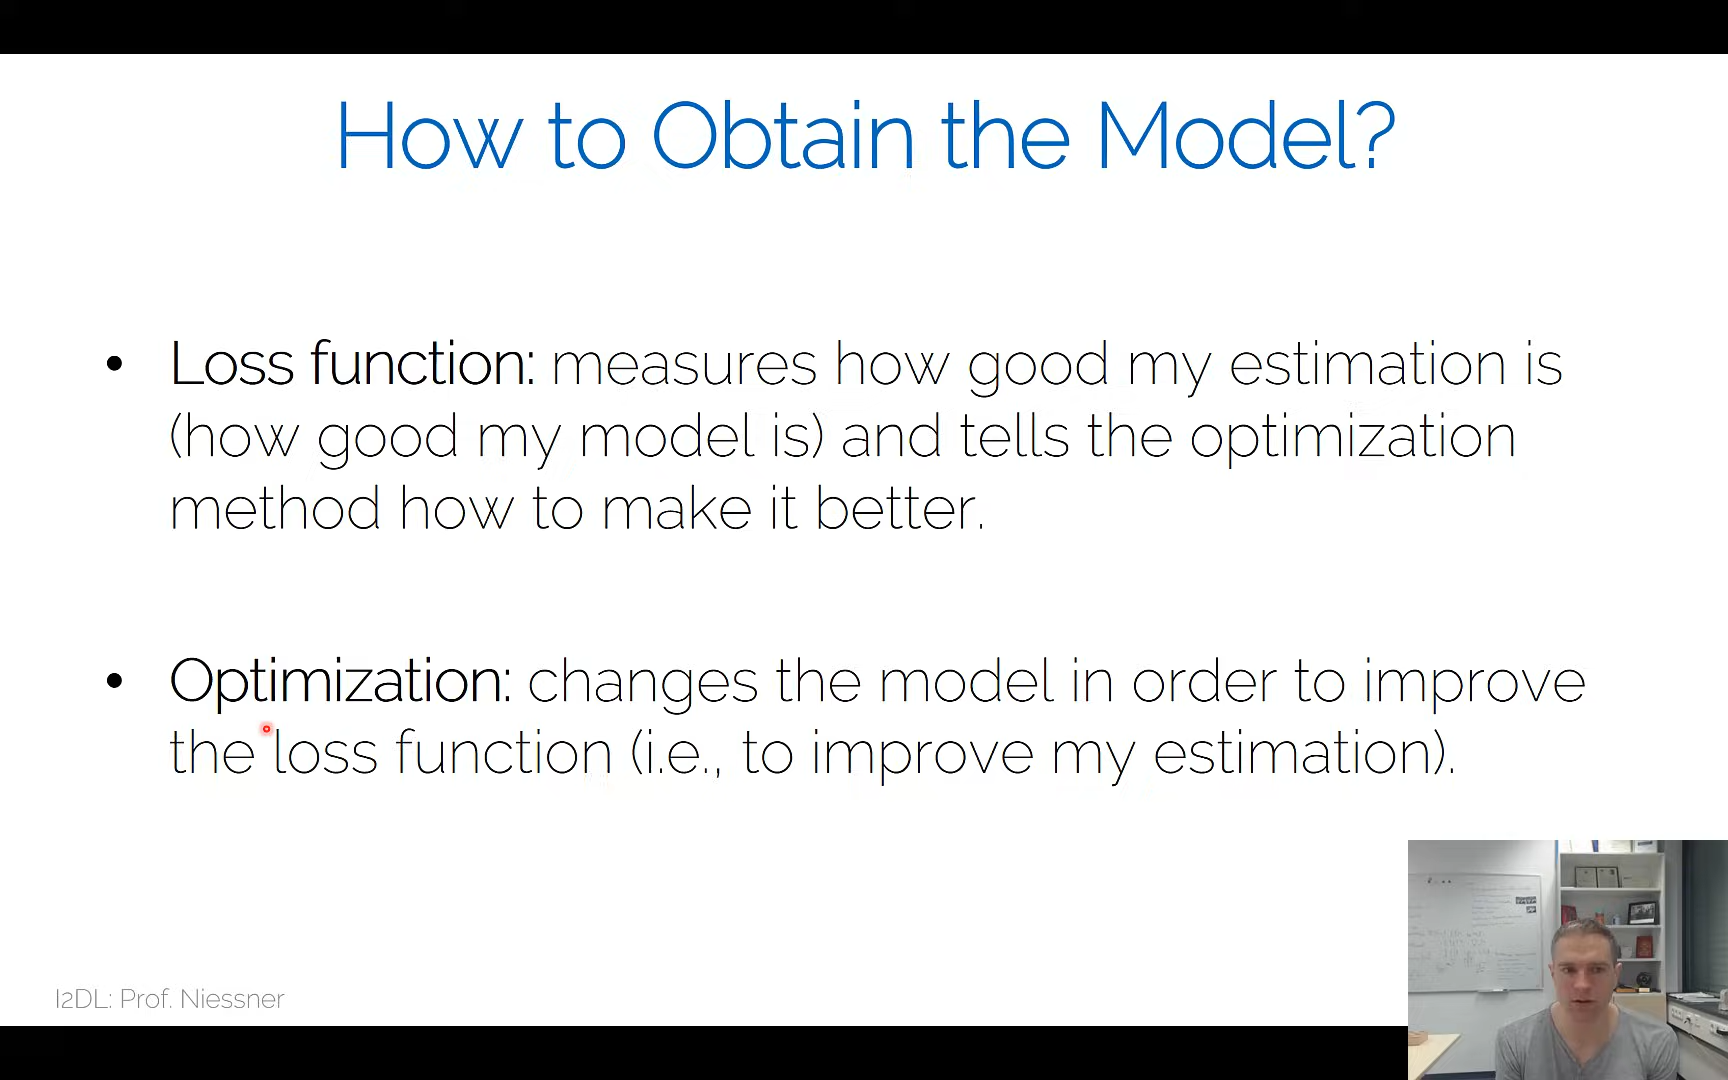 How to Obtain the Model?
• Loss function: measures how good my estimation is
(how good my model is) and tells the optimization
method how to make it better.
• Optimization: changes the model in order to improve
the loss function (i.e., to improve my estimation).
I2DL: Prof. Niessner